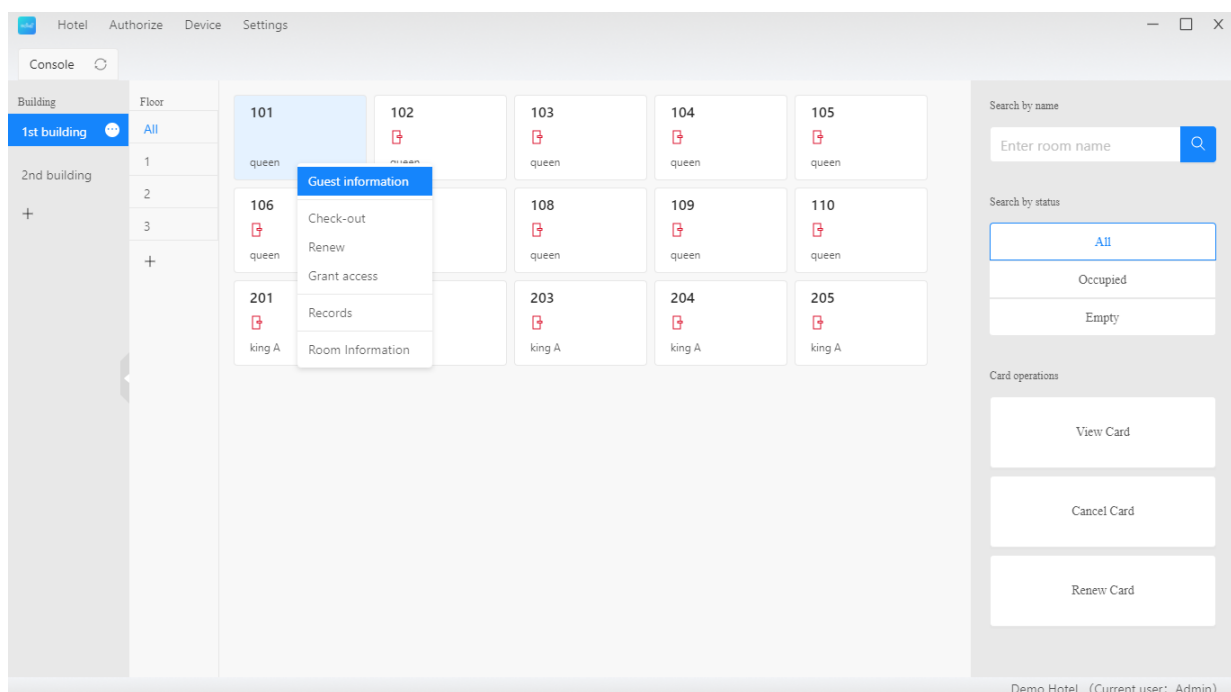 Hotel Authorize Device Settings
Console
Building
1st building
2nd building
+
Floor
All
1
2
3
+
101
queen
102
queen
103
queen
104
queen
105
queen
106
queen
108
queen
109
queen
110
queen
201
king A
203
king A
204
king A
205
king A
Guest information
Check-out
Renew
Grant access
Records
Room Information
Search by name
Enter room name
Search by status
All
Occupied
Empty
Card operations
View Card
Cancel Card
Renew Card
Demo Hotel (Current user: Admin)